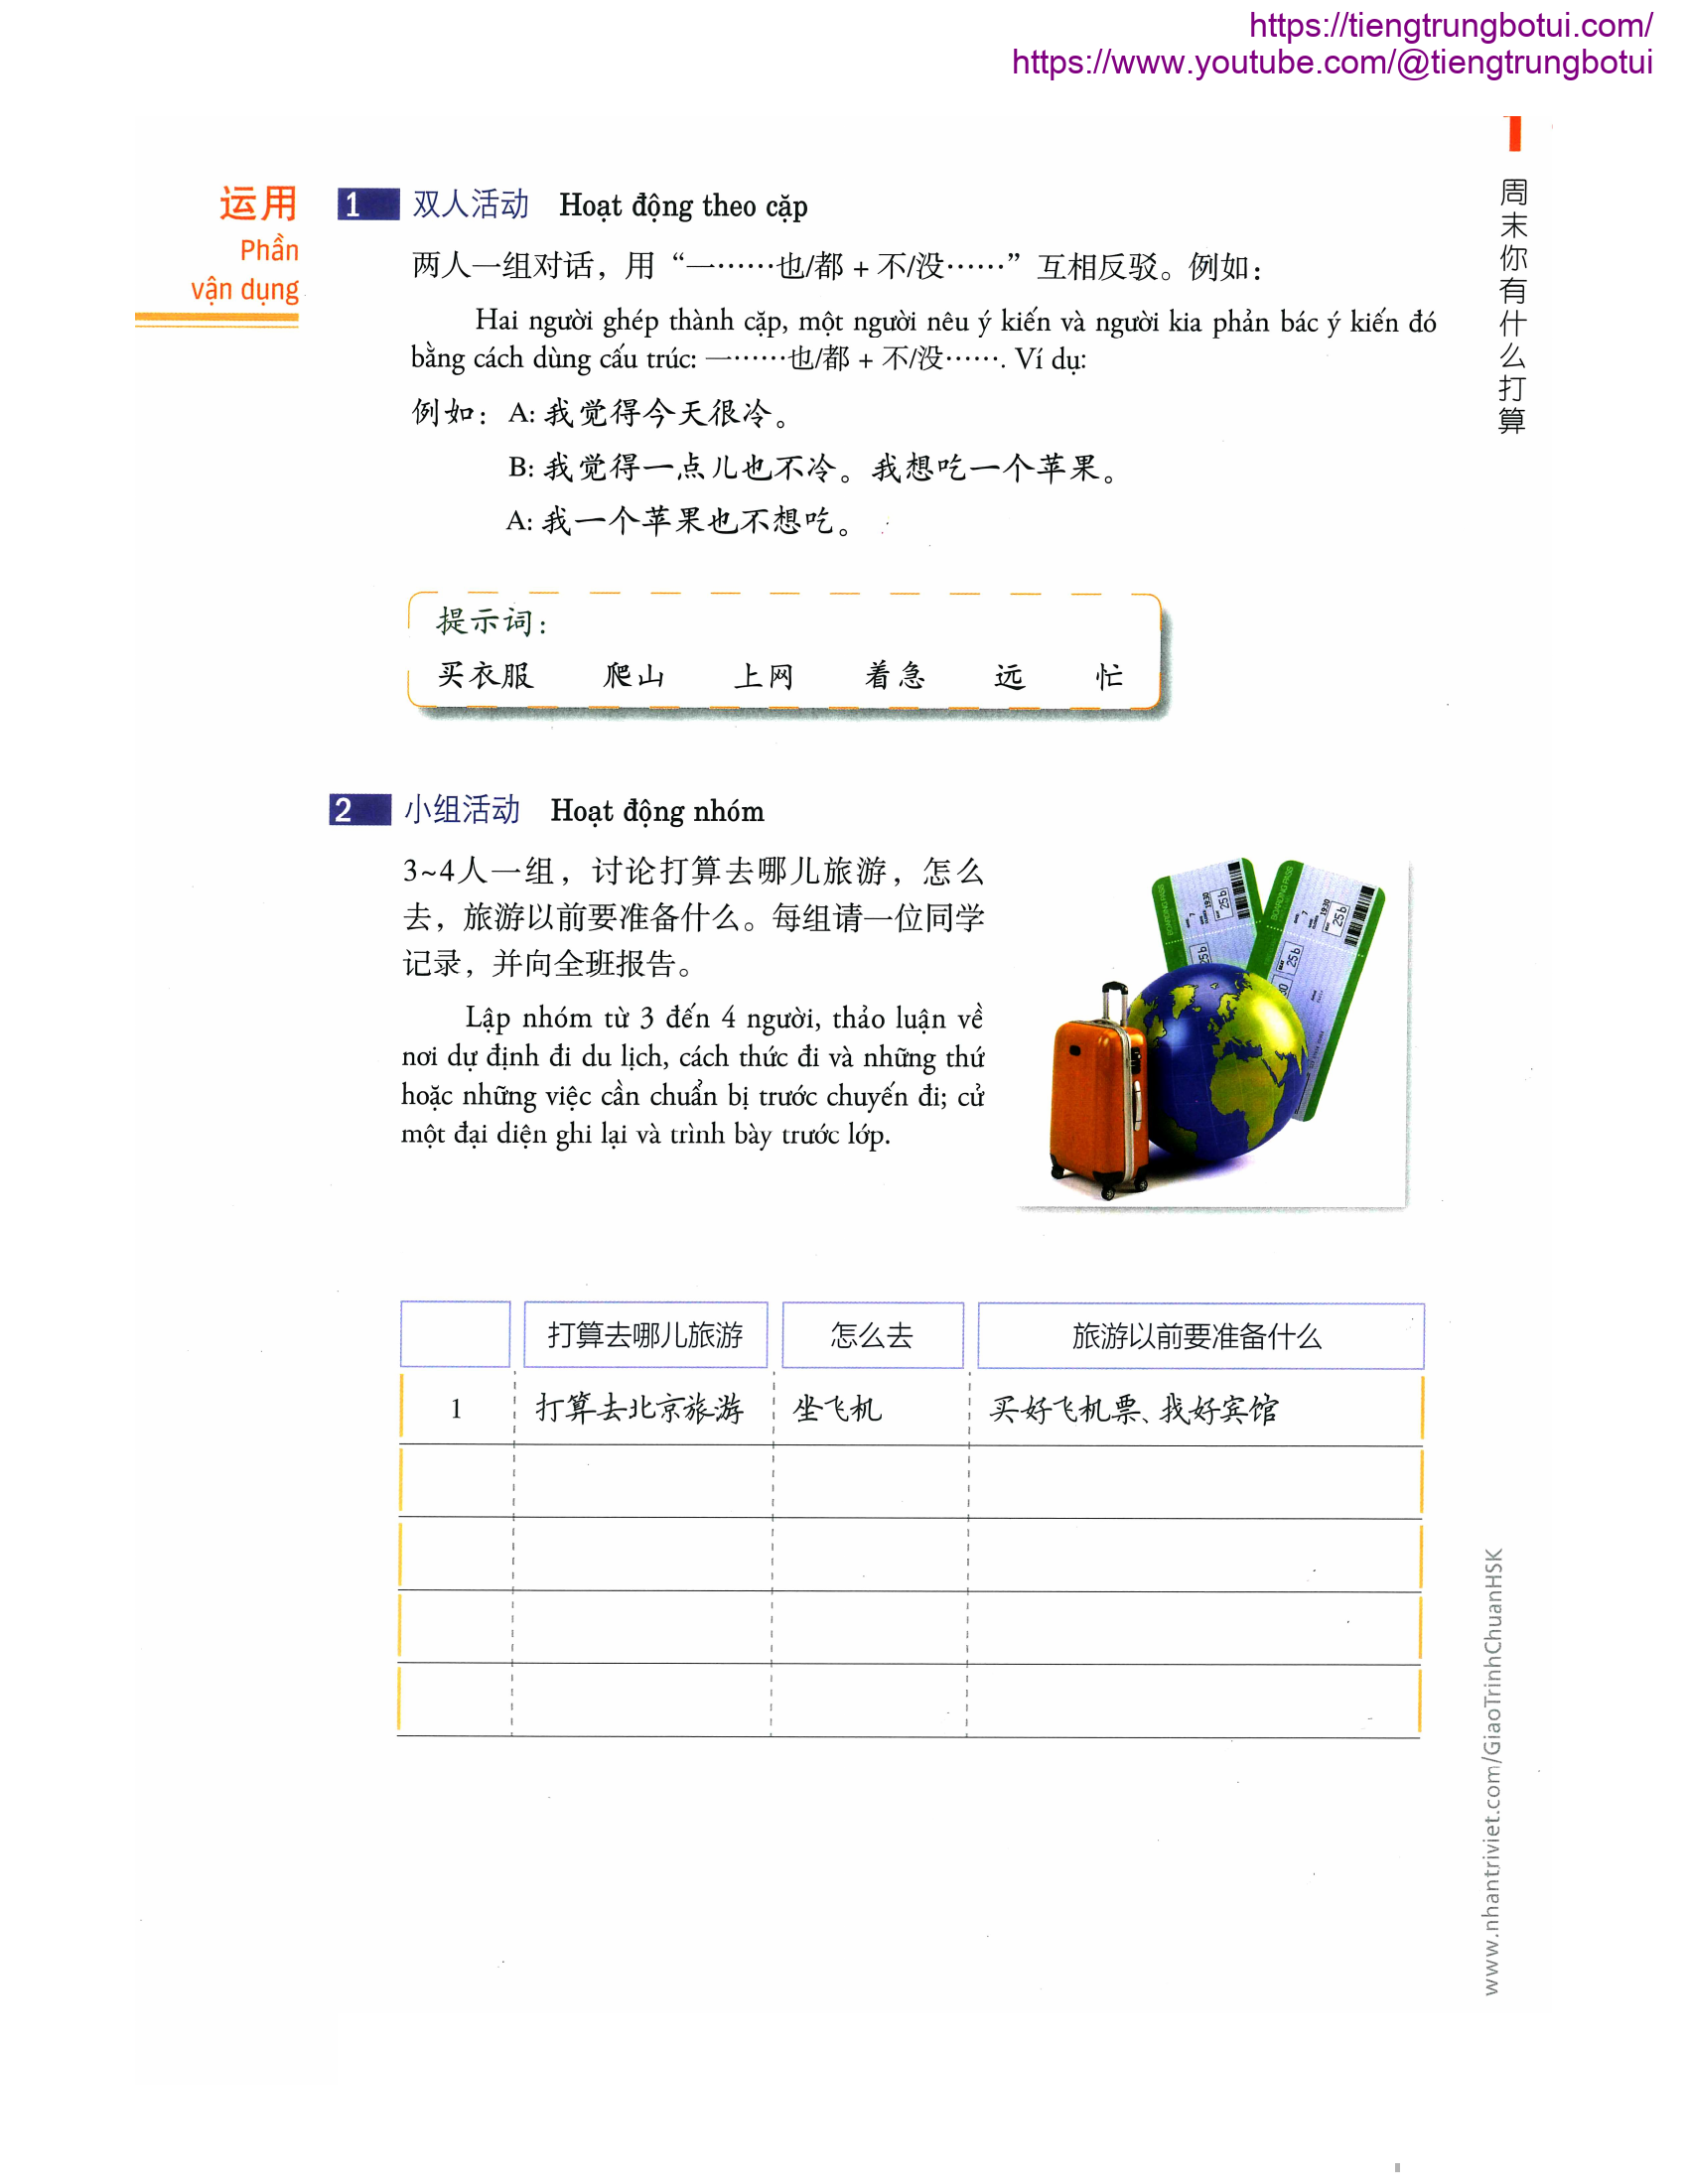 https://tiengtrungbotui.com/
https://www.youtube.com/@tiengtrungbotui
1
周末你有什么打算
运用
Phần
vận dụng
1 双人活动 Hoạt động theo cặp
两人一组对话，用“一……也/都 + 不/没……”互相反驳。例如：
Hai người ghép thành cặp, một người nêu ý kiến và người kia phản bác ý kiến đó
bằng cách dùng cấu trúc: 一……也/都 + 不/没……. Ví dụ:
例如：A: 我觉得今天很冷。
B: 我觉得一点儿也不冷。我想吃一个苹果。
A: 我一个苹果也不想吃。
提示词：
买衣服 爬山 上网 着急 远 忙
2 小组活动 Hoạt động nhóm
3~4人一组，讨论打算去哪儿旅游，怎么
去，旅游以前要准备什么。每组请一位同学
记录，并向全班报告。
Lập nhóm từ 3 đến 4 người, thảo luận về
nơi dự định đi du lịch, cách thức đi và những thứ
hoặc những việc cần chuẩn bị trước chuyến đi; cử
một đại diện ghi lại và trình bày trước lớp.
BOARDING PASS
19:30
25b
25b
BOARDING PASS
19:30
25b
25b
打算去哪儿旅游 怎么去 旅游以前要准备什么
1 打算去北京旅游 坐飞机 买好飞机票、找好宾馆
www.nhantriviet.com/GiaoTrinhChuanHSK